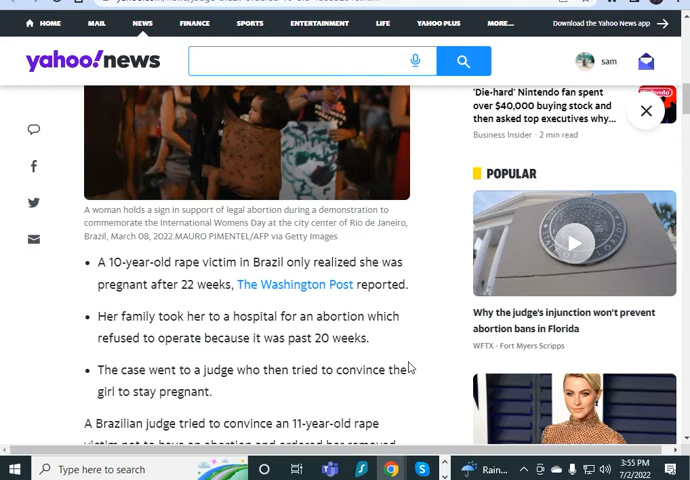 HOME MAIL NEWS FINANCE SPORTS ENTERTAINMENT LIFE YAHOO PLUS MORE... Download the Yahoo News app
yahoo!news
sam
A woman holds a sign in support of legal abortion during a demonstration to
commemorate the International Womens Day at the city center of Rio de Janeiro,
Brazil, March 08, 2022.MAURO PIMENTEL/AFP via Getty Images
A 10-year-old rape victim in Brazil only realized she was
pregnant after 22 weeks, The Washington Post reported.
Her family took her to a hospital for an abortion which
refused to operate because it was past 20 weeks.
The case went to a judge who then tried to convince the
girl to stay pregnant.
A Brazilian judge tried to convince an 11-year-old rape
victim not to have an abortion and ordered her removed
'Die-hard' Nintendo fan spent
over $40,000 buying stock and
then asked top executives why...
Business Insider · 2 min read
Nintendo
POPULAR
Why the judge's injunction won't prevent
abortion bans in Florida
WFTX - Fort Myers Scripps
Type here to search
Rain...
3:55 PM
7/2/2022